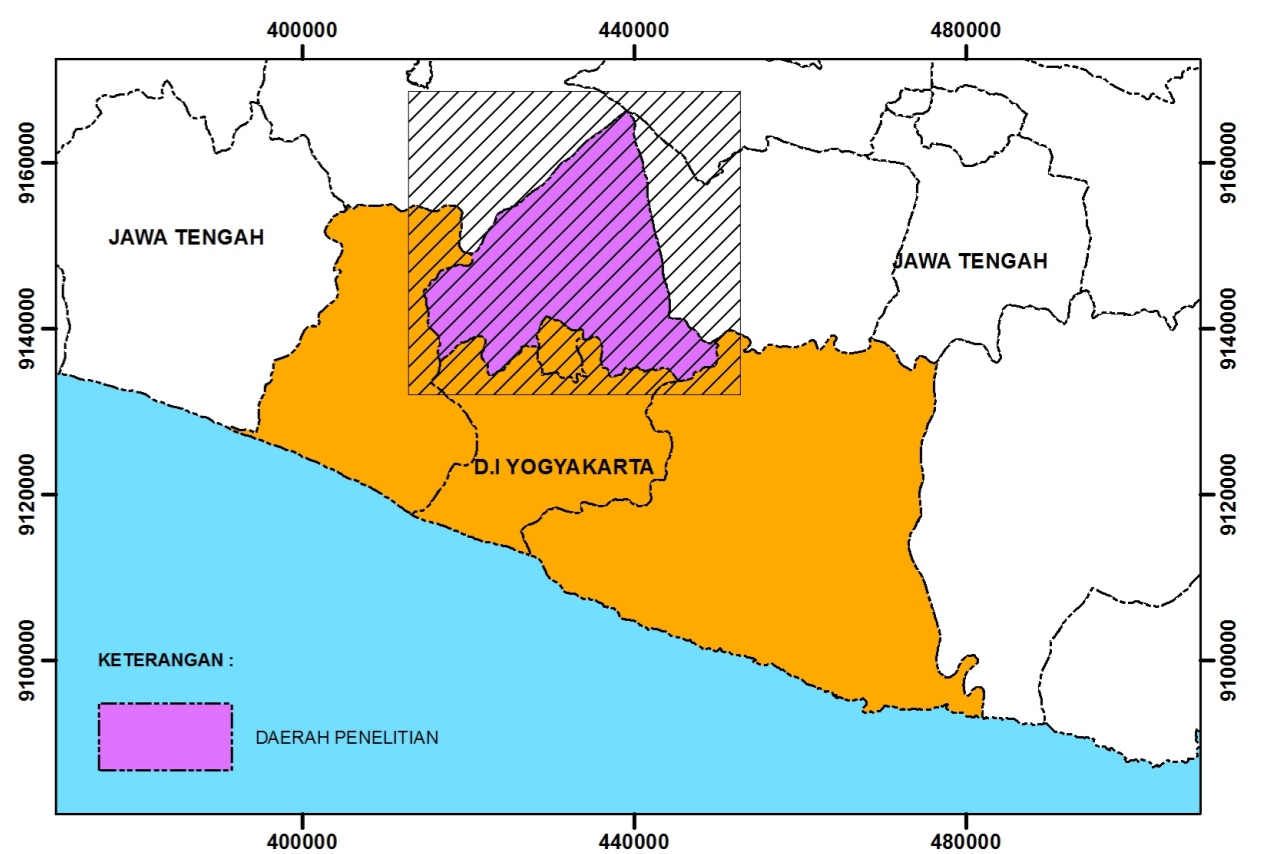 400000 440000 480000
9160000 9160000
JAWA TENGAH
JAWA TENGAH
9140000 9140000
D.I YOGYAKARTA
9120000 9120000
KETERANGAN :
9100000 9100000
DAERAH PENELITIAN
400000 440000 480000